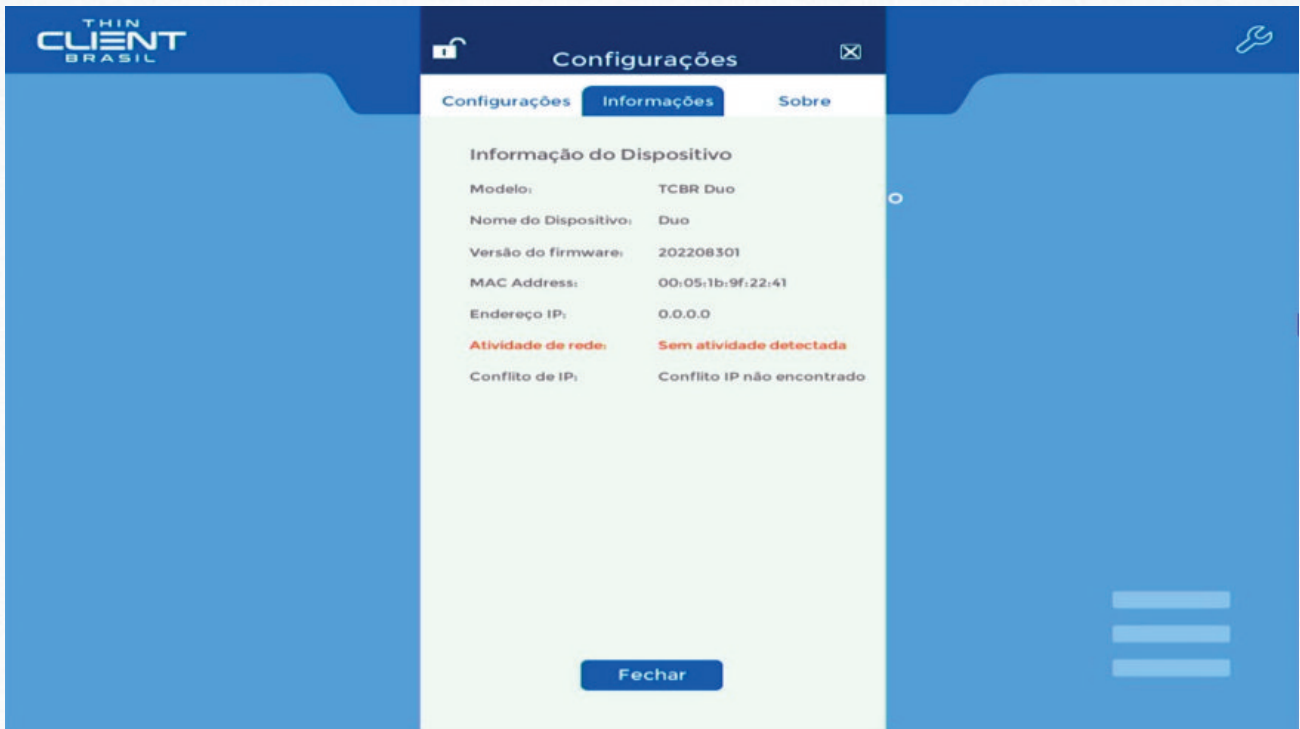 THIN
CLIENT
BRASIL
Configurações
Configurações Informações Sobre
Informação do Dispositivo
Modelo: TCBR Duo
Nome do Dispositivo: Duo
Versão do firmware: 202208301
MAC Address: 00:05:1b:9f:22:41
Endereço IP: 0.0.0.0
Atividade de rede: Sem atividade detectada
Conflito de IP: Conflito IP não encontrado
o
Fechar